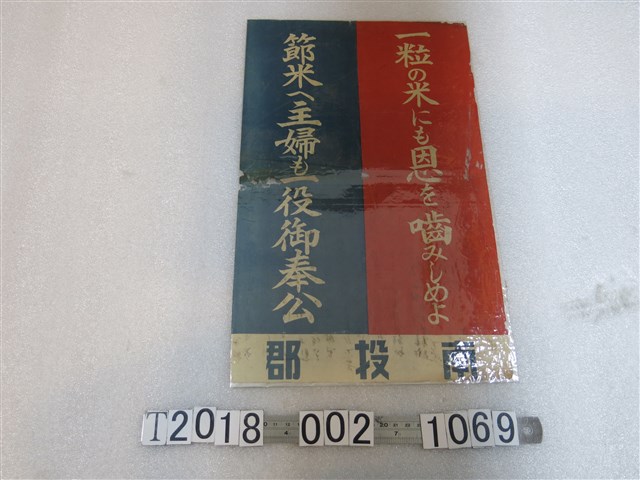 一粒の米にも恩を嚙みしめよ
節米へ主婦も一役御奉公
南投郡
T2018 002 1069